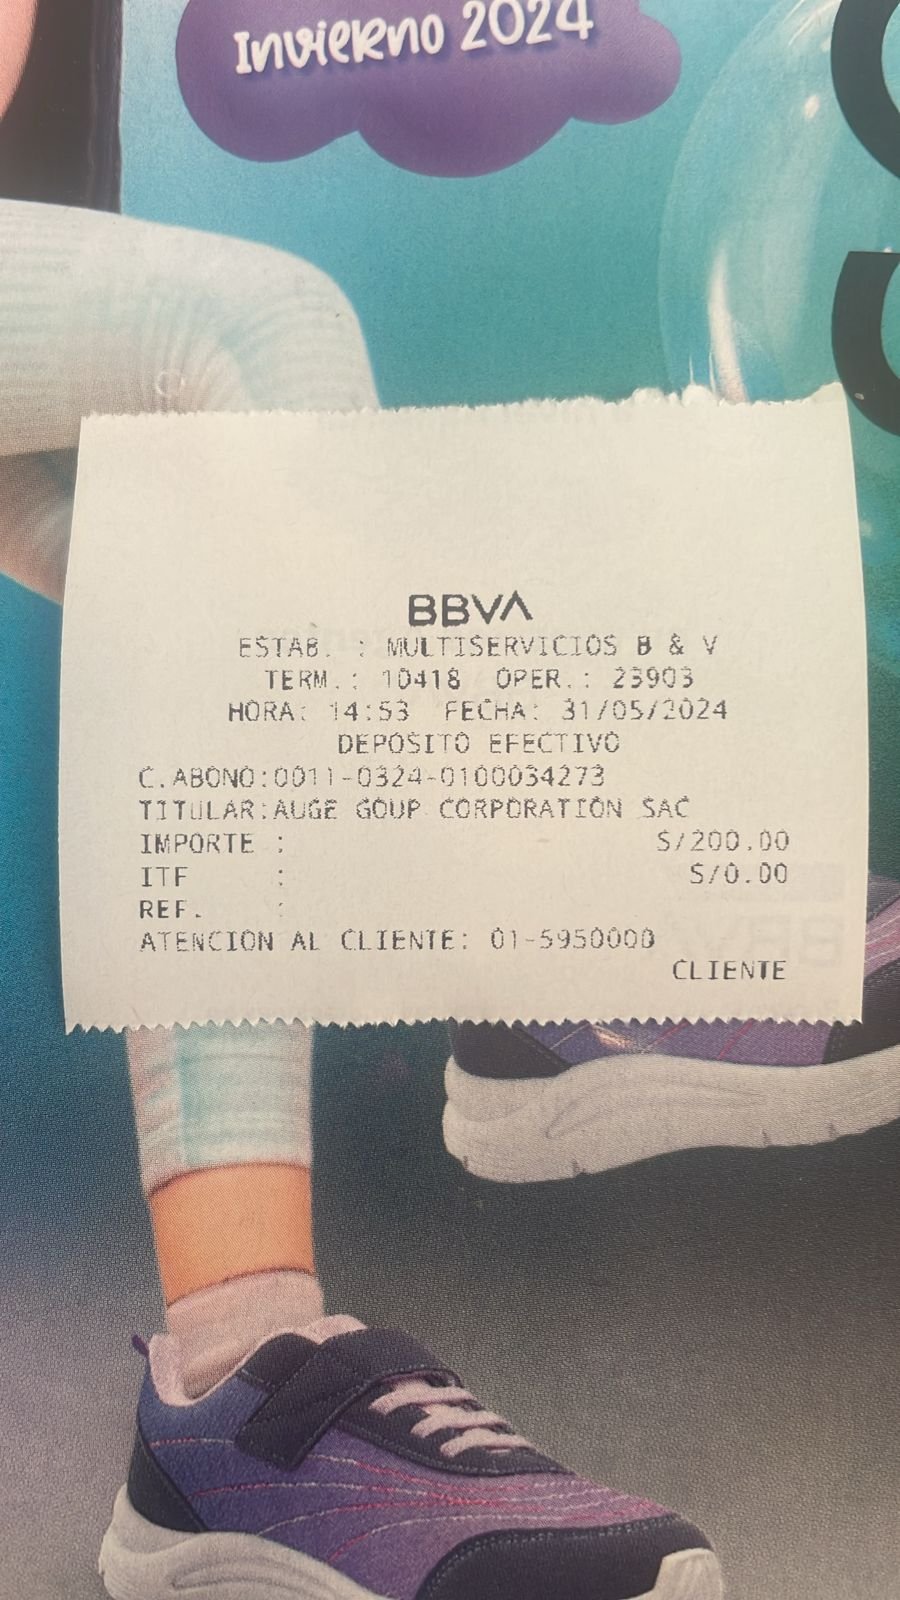 Invierno 2024
BBVA
ESTAB. : MULTISERVICIOS B & V
TERM.: 10418 OPER.: 23903
HORA: 14:53 FECHA: 31/05/2024
DEPOSITO EFECTIVO
C.ABONO:0011-0324-0100034273
TITULAR:AUGE GOUP CORPORATION SAC
IMPORTE : S/200.00
ITF : S/0.00
REF. :
ATENCION AL CLIENTE: 01-5950000
CLIENTE